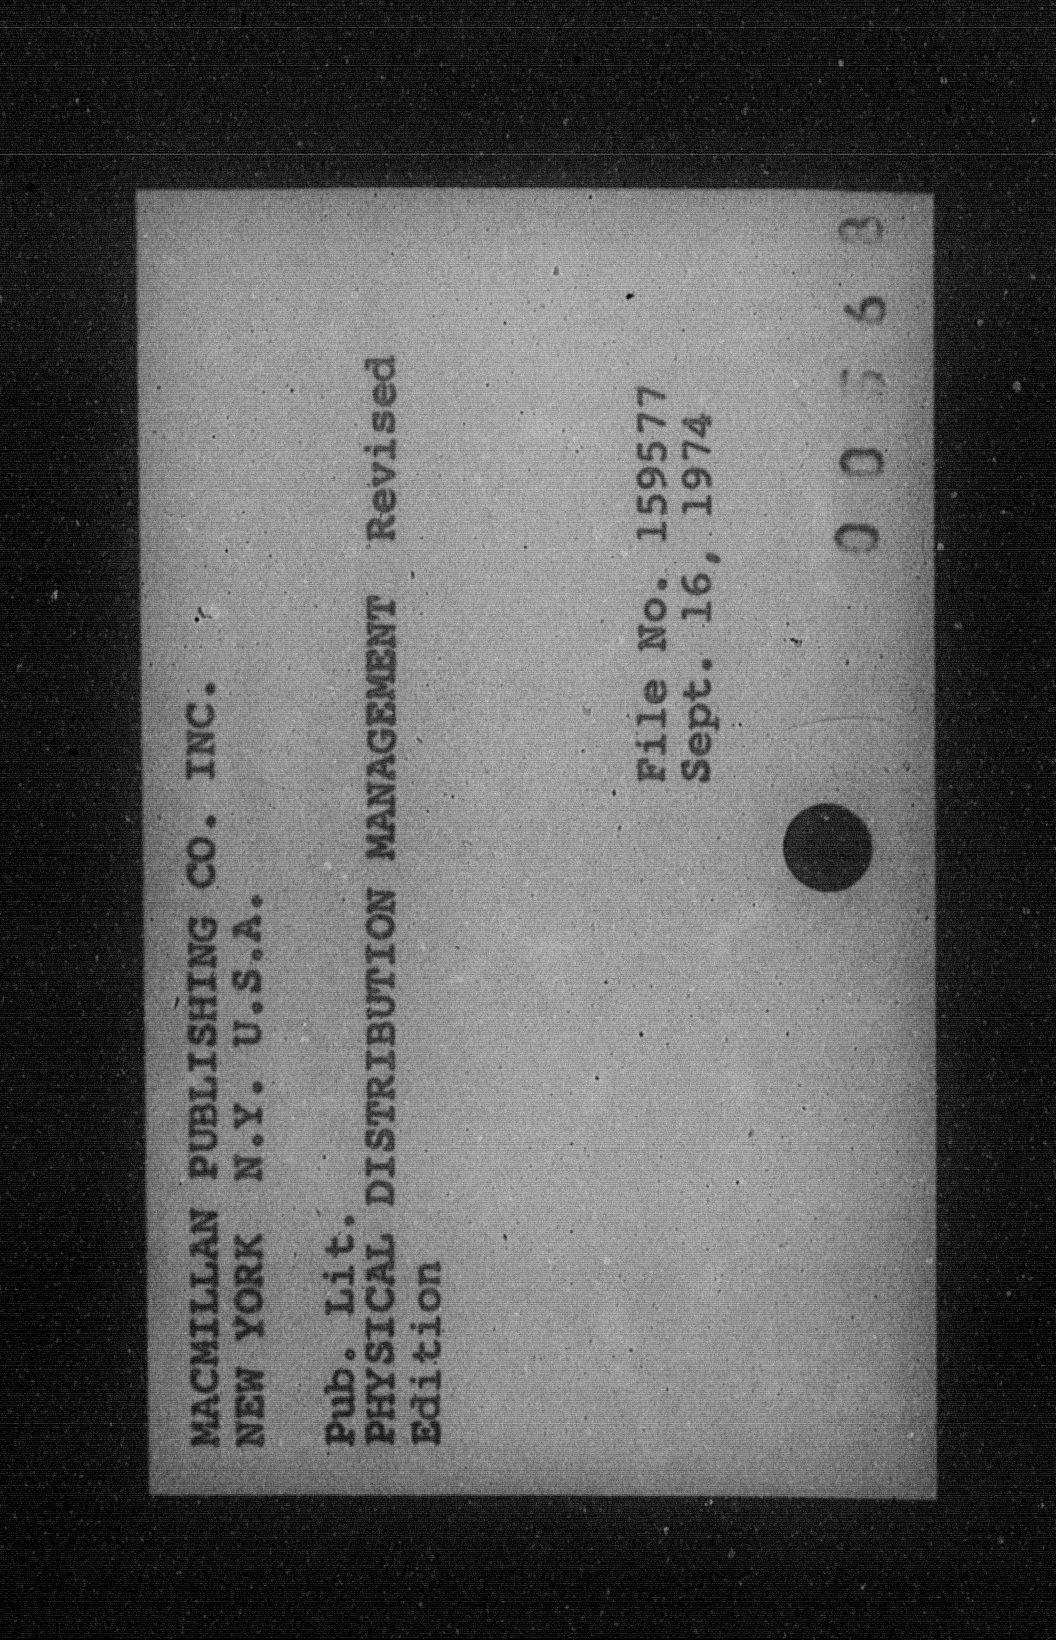 MACMILLAN PUBLISHING CO. INC.
NEW YORK N.Y. U.S.A.
Pub. Lit.
PHYSICAL DISTRIBUTION MANAGEMENT Revised
Edition
File No. 159577
Sept. 16, 1974